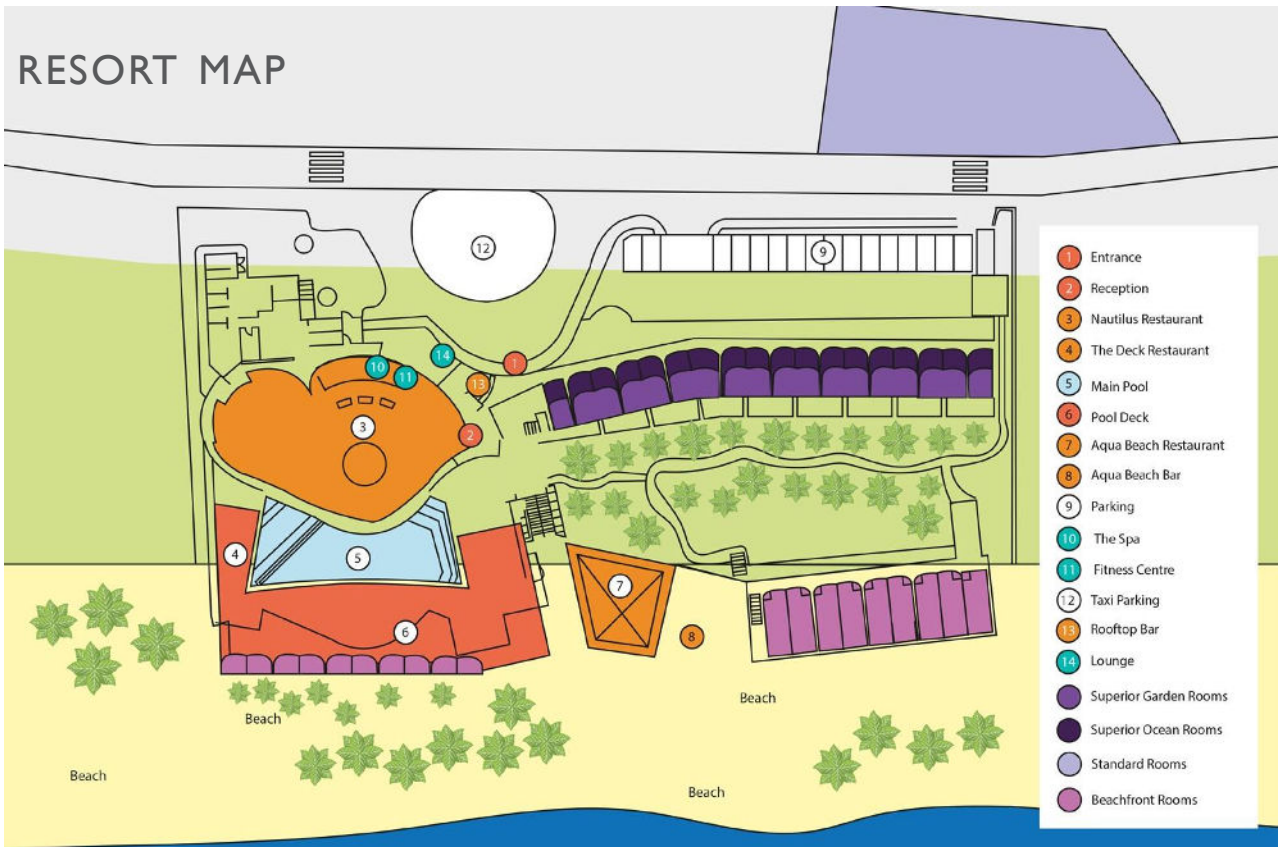 RESORT MAP
12
9
14
1
10
11
13
3
2
4
5
7
6
8
Beach
Beach
Beach
Beach
1 Entrance
2 Reception
3 Nautilus Restaurant
4 The Deck Restaurant
5 Main Pool
6 Pool Deck
7 Aqua Beach Restaurant
8 Aqua Beach Bar
9 Parking
10 The Spa
11 Fitness Centre
12 Taxi Parking
13 Rooftop Bar
14 Lounge
Superior Garden Rooms
Superior Ocean Rooms
Standard Rooms
Beachfront Rooms